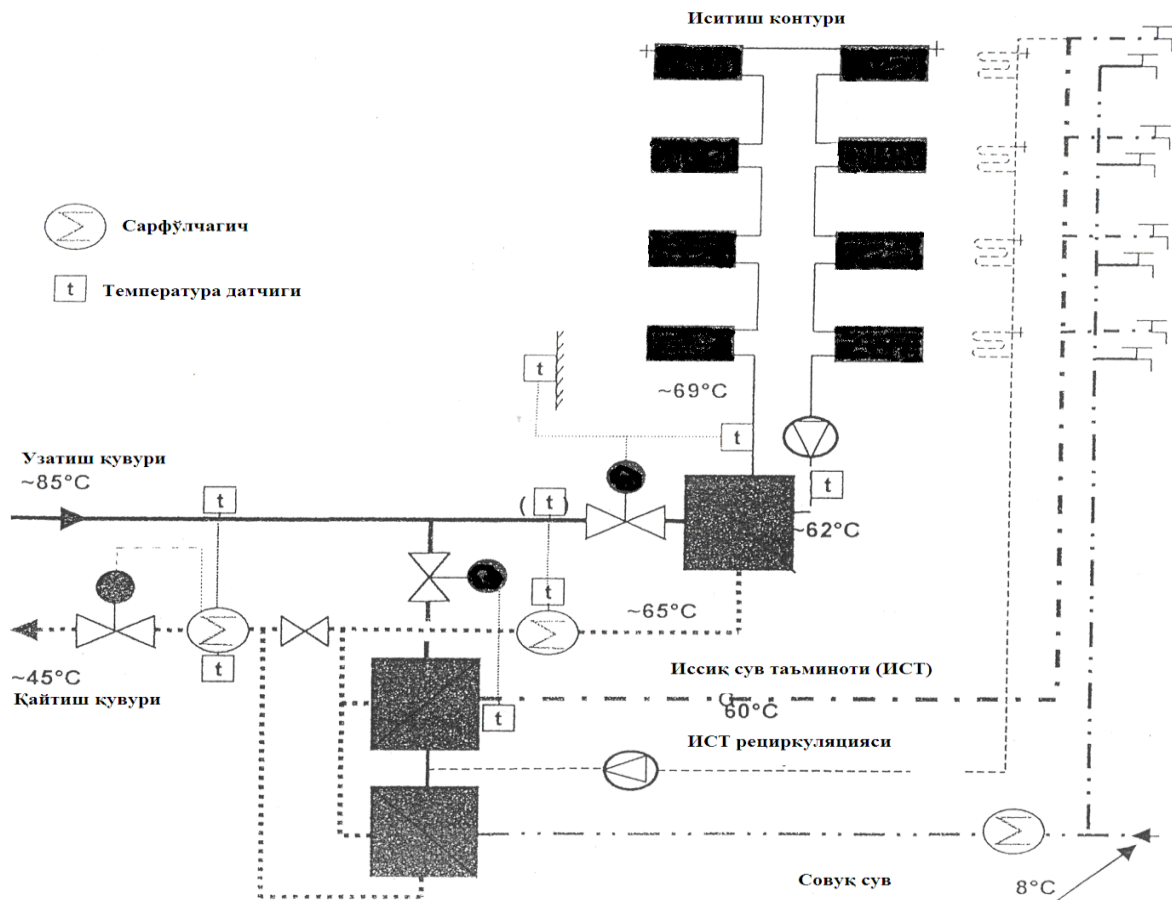 Иситиш контури
Сарфўлчагич
t
Температура датчиги
t
~69°C
t
Узатиш қувури
~85°C
t
( t )
t
~62°C
t
~65°C
~45°C
t
Қайтиш қувури
Иссиқ сув таьминоти (ИСТ)
t
60°C
ИСТ рециркуляцияси
Совуқ сув
8°C